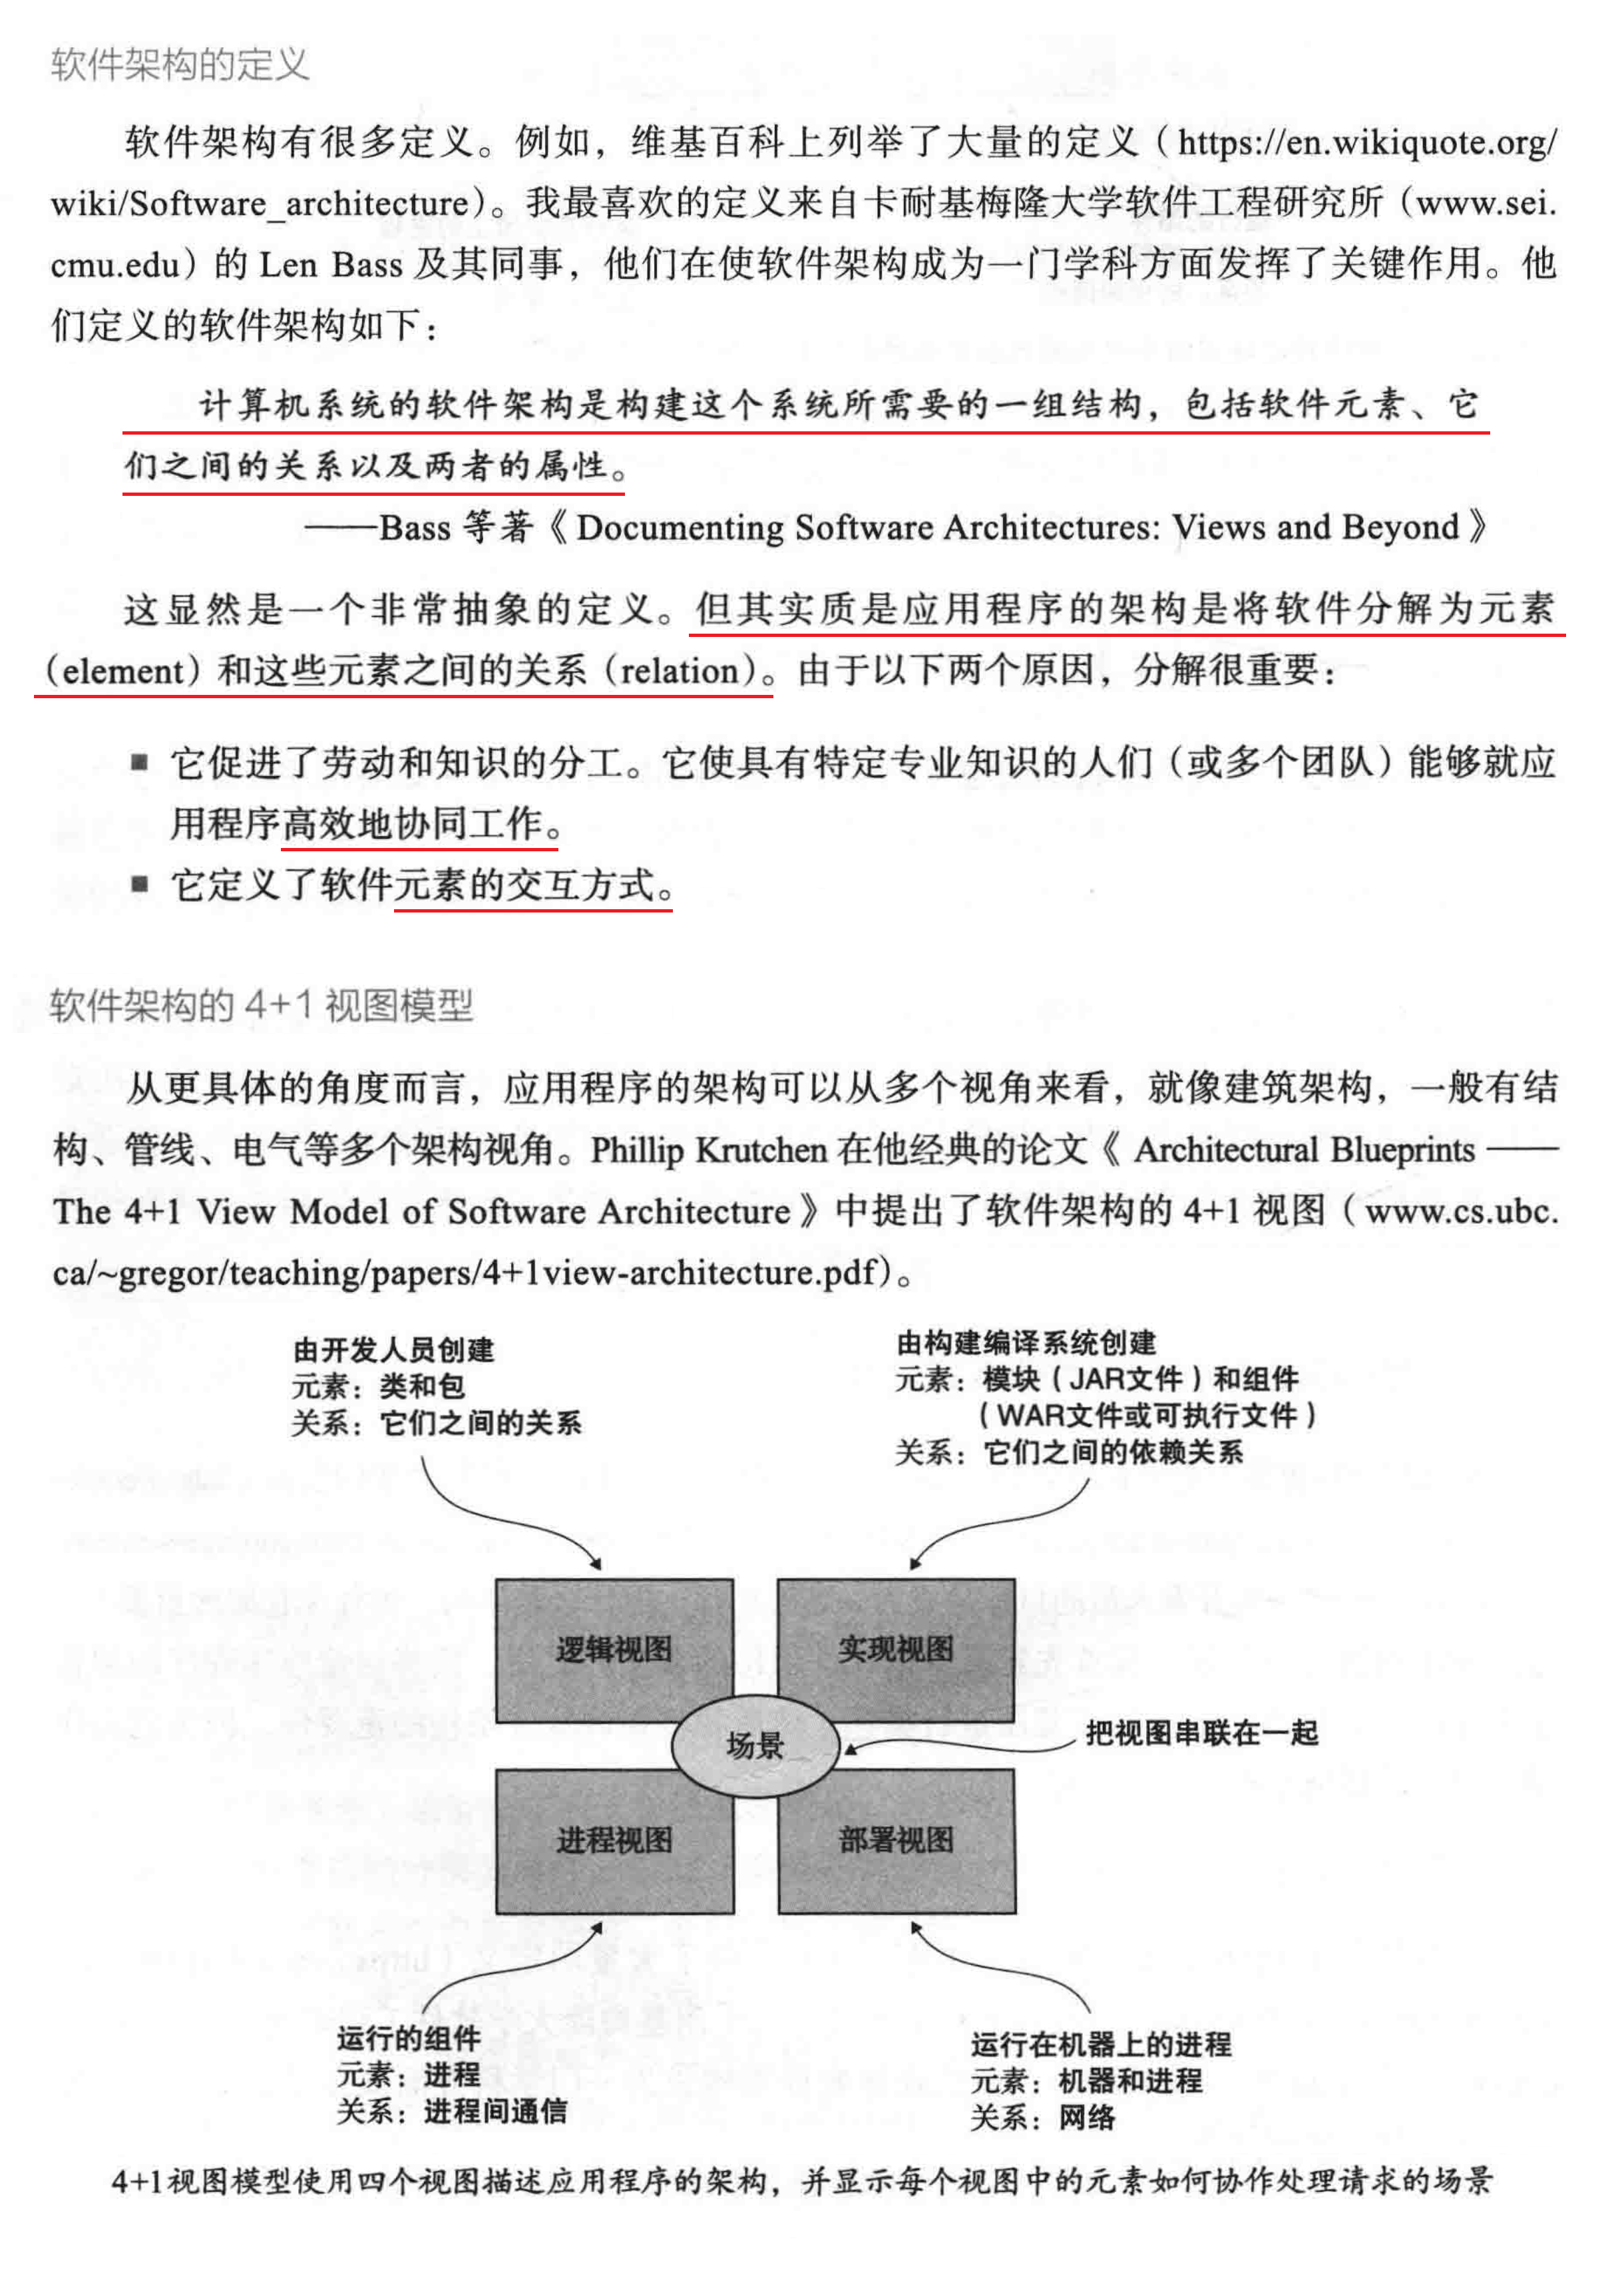 软件架构的定义
软件架构有很多定义。例如，维基百科上列举了大量的定义（https://en.wikiquote.org/
wiki/Software_architecture）。我最喜欢的定义来自卡耐基梅隆大学软件工程研究所（www.sei.
cmu.edu）的 Len Bass 及其同事，他们在使软件架构成为一门学科方面发挥了关键作用。他
们定义的软件架构如下：
计算机系统的软件架构是构建这个系统所需要的一组结构，包括软件元素、它
们之间的关系以及两者的属性。
——Bass 等著《Documenting Software Architectures: Views and Beyond》
这显然是一个非常抽象的定义。但其实质是应用程序的架构是将软件分解为元素
（element）和这些元素之间的关系（relation）。由于以下两个原因，分解很重要：
■ 它促进了劳动和知识的分工。它使具有特定专业知识的人们（或多个团队）能够就应
用程序高效地协同工作。
■ 它定义了软件元素的交互方式。
软件架构的 4+1 视图模型
从更具体的角度而言，应用程序的架构可以从多个视角来看，就像建筑架构，一般有结
构、管线、电气等多个架构视角。Phillip Krutchen 在他经典的论文《Architectural Blueprints ——
The 4+1 View Model of Software Architecture》中提出了软件架构的 4+1 视图（www.cs.ubc.
ca/~gregor/teaching/papers/4+1view-architecture.pdf）。
由开发人员创建
元素：类和包
关系：它们之间的关系
由构建编译系统创建
元素：模块（JAR文件）和组件
（WAR文件或可执行文件）
关系：它们之间的依赖关系
逻辑视图
实现视图
场景
把视图串联在一起
进程视图
部署视图
运行的组件
元素：进程
关系：进程间通信
运行在机器上的进程
元素：机器和进程
关系：网络
4+1视图模型使用四个视图描述应用程序的架构，并显示每个视图中的元素如何协作处理请求的场景